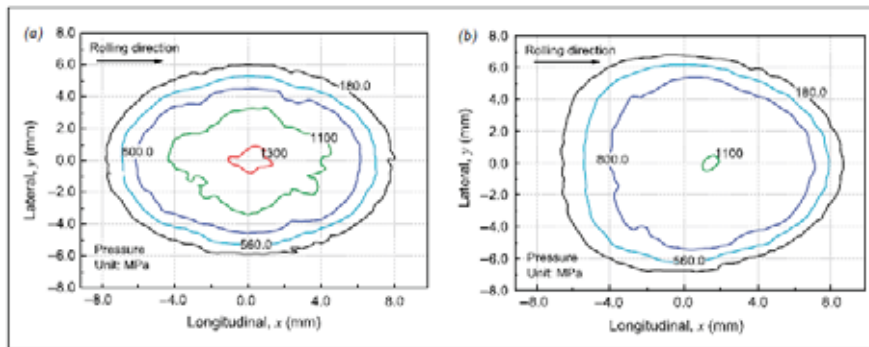 (a)
8.0
6.0
4.0
2.0
0.0
−2.0
−4.0
−6.0
−8.0
Lateral, y (mm)
Rolling direction
180.0
1100
1300
800.0
560.0
Pressure
Unit: MPa
−8.0 −4.0 0.0 4.0 8.0
Longitudinal, x (mm)
(b)
8.0
6.0
4.0
2.0
0.0
−2.0
−4.0
−6.0
−8.0
Lateral, y (mm)
Rolling direction
180.0
1100
800.0
560.0
Pressure
Unit: MPa
−8.0 −4.0 0.0 4.0 8.0
Longitudinal, x (mm)